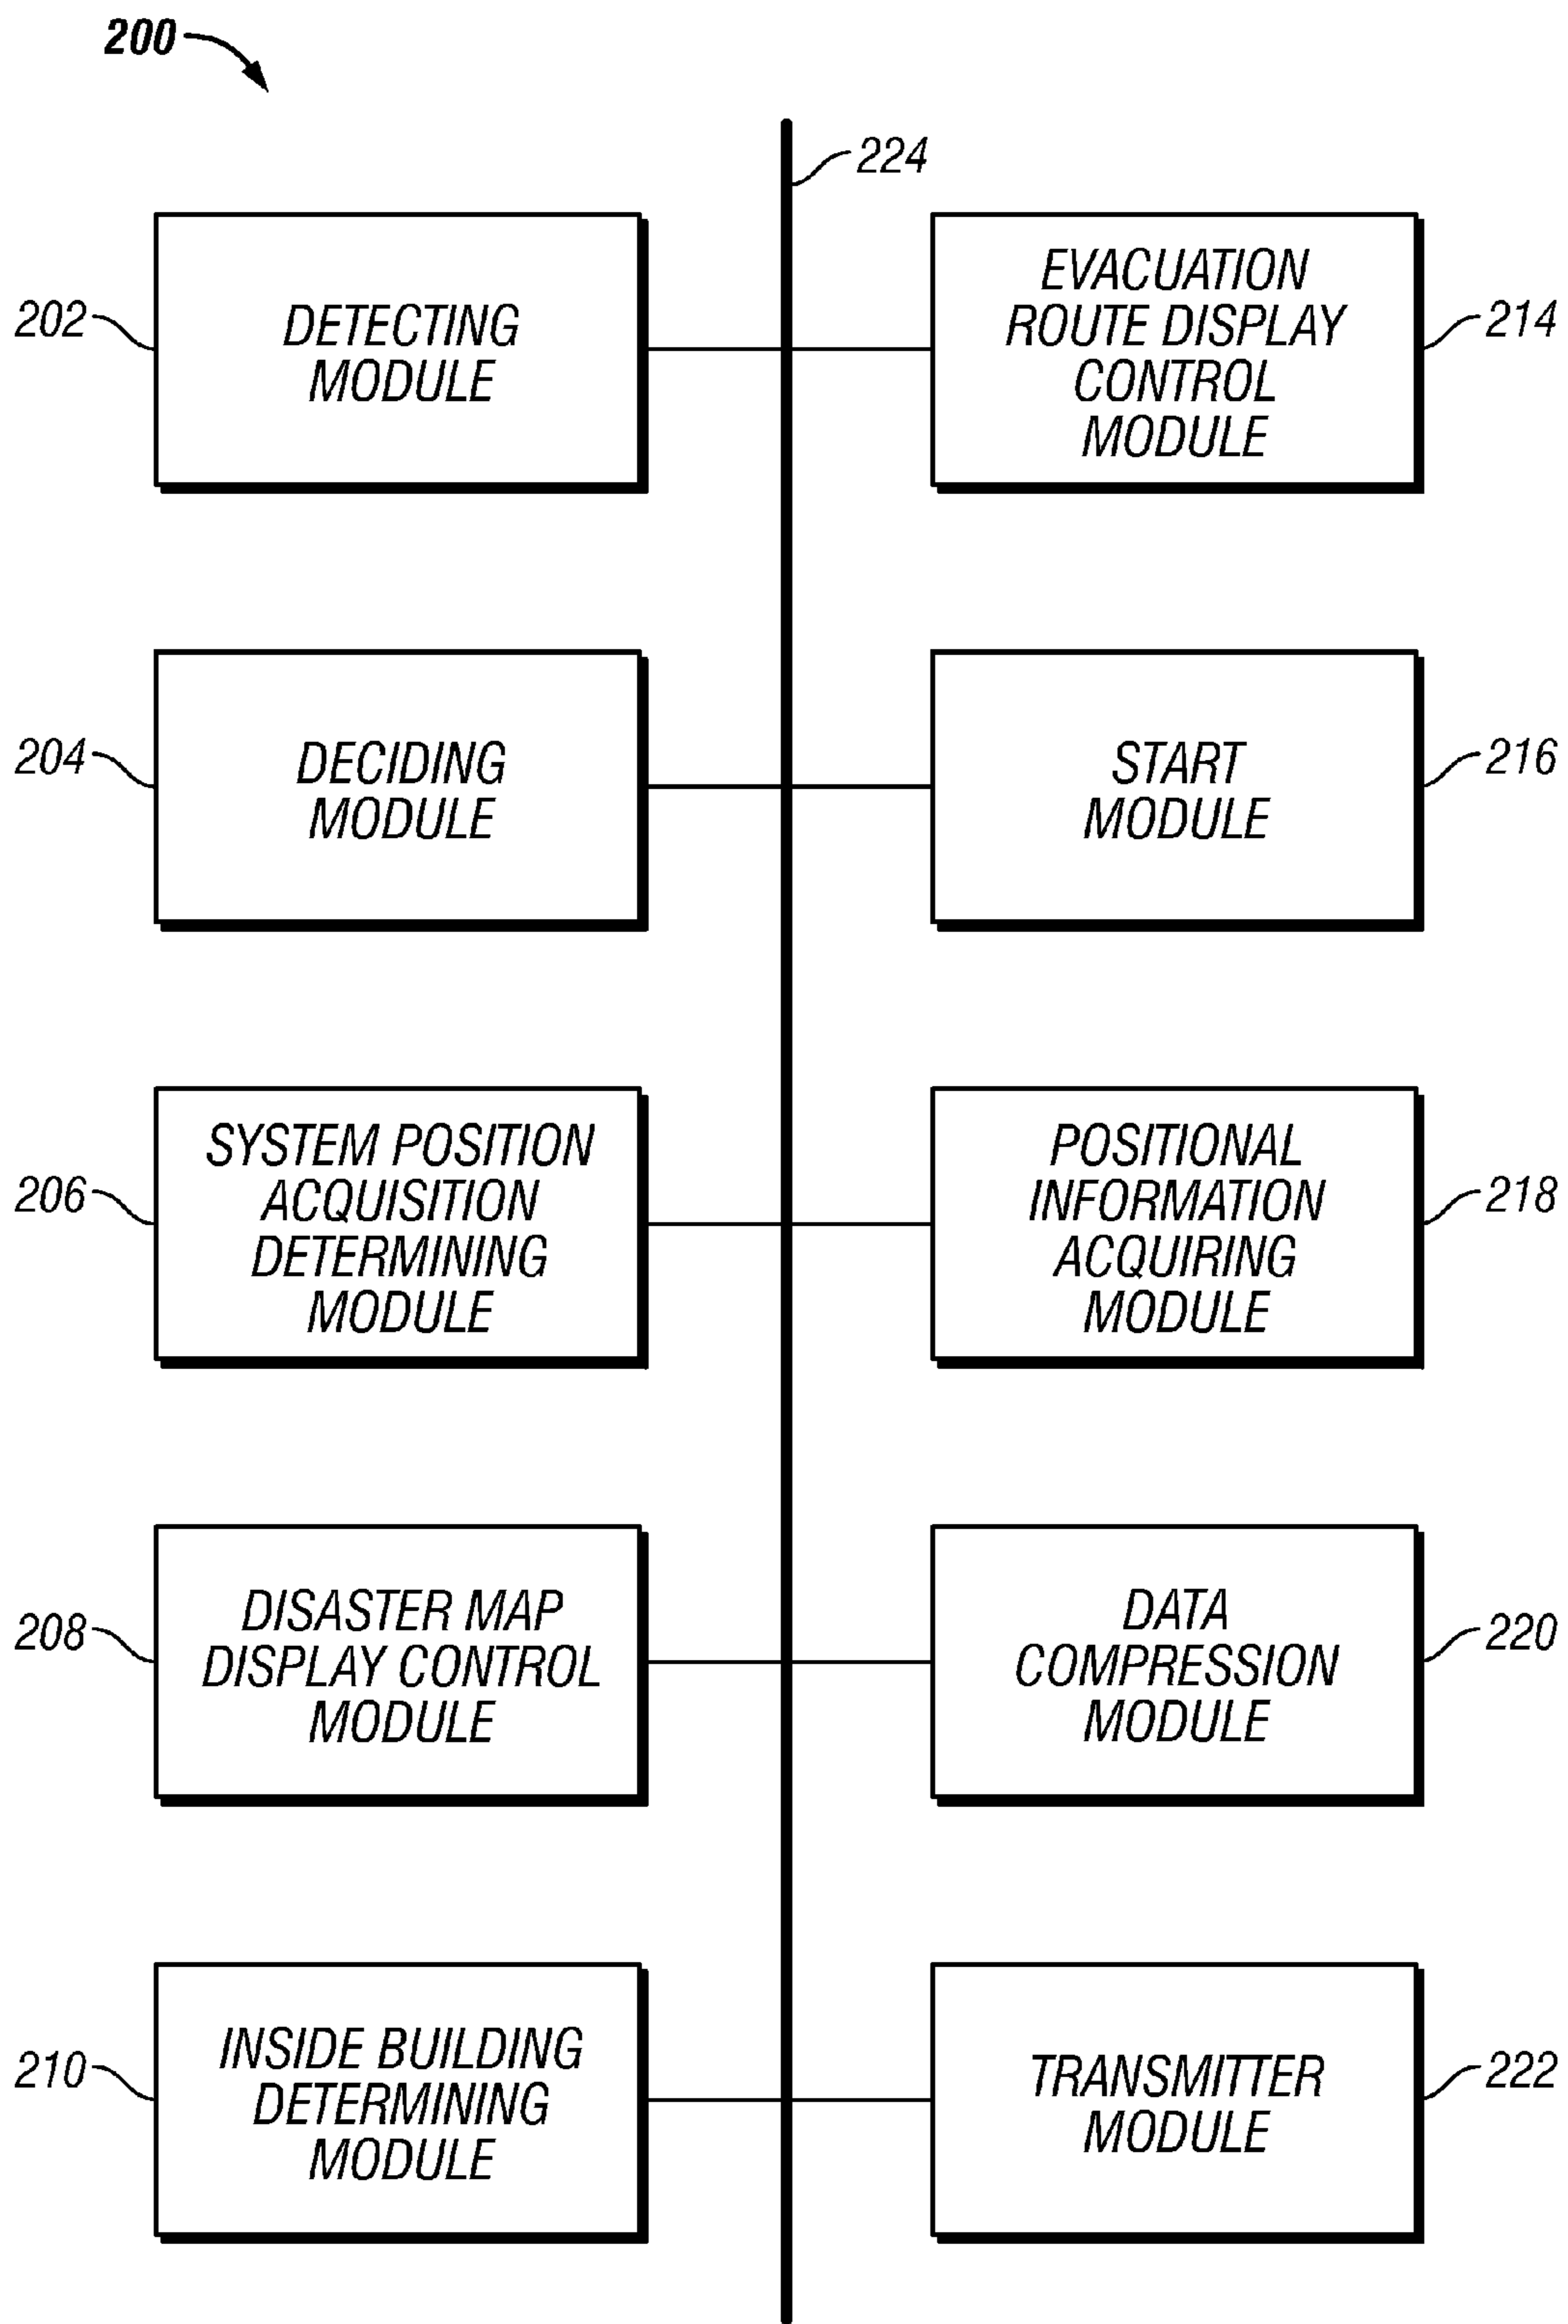 200
224
202
DETECTING
MODULE
EVACUATION
ROUTE DISPLAY
CONTROL
MODULE
214
204
DECIDING
MODULE
START
MODULE
216
206
SYSTEM POSITION
ACQUISITION
DETERMINING
MODULE
POSITIONAL
INFORMATION
ACQUIRING
MODULE
218
208
DISASTER MAP
DISPLAY CONTROL
MODULE
DATA
COMPRESSION
MODULE
220
210
INSIDE BUILDING
DETERMINING
MODULE
TRANSMITTER
MODULE
222